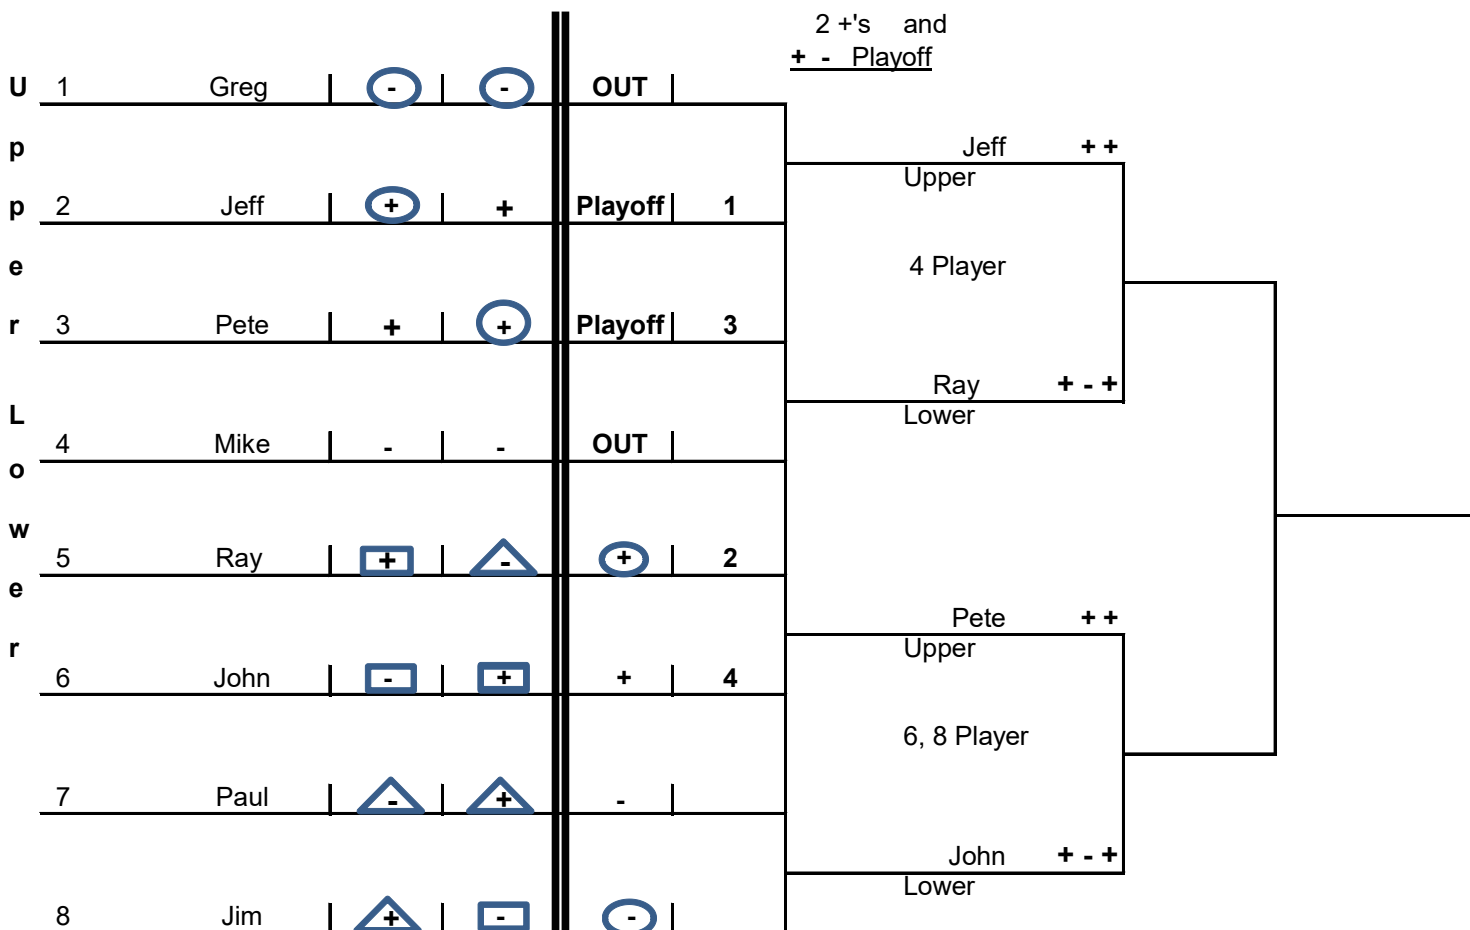 2 +'s and
+ - Playoff
U 1 Greg | - | - OUT |
p
Jeff + +
Upper
p 2 Jeff | + | + Playoff | 1
e
4 Player
r 3 Pete | + | + Playoff | 3
Ray + - +
Lower
L
4 Mike | - | - OUT |
o
w
5 Ray | + | - + | 2
e
Pete + +
Upper
r
6 John | - | + + | 4
6, 8 Player
7 Paul | - | + - |
John + - +
Lower
8 Jim | + | - - |